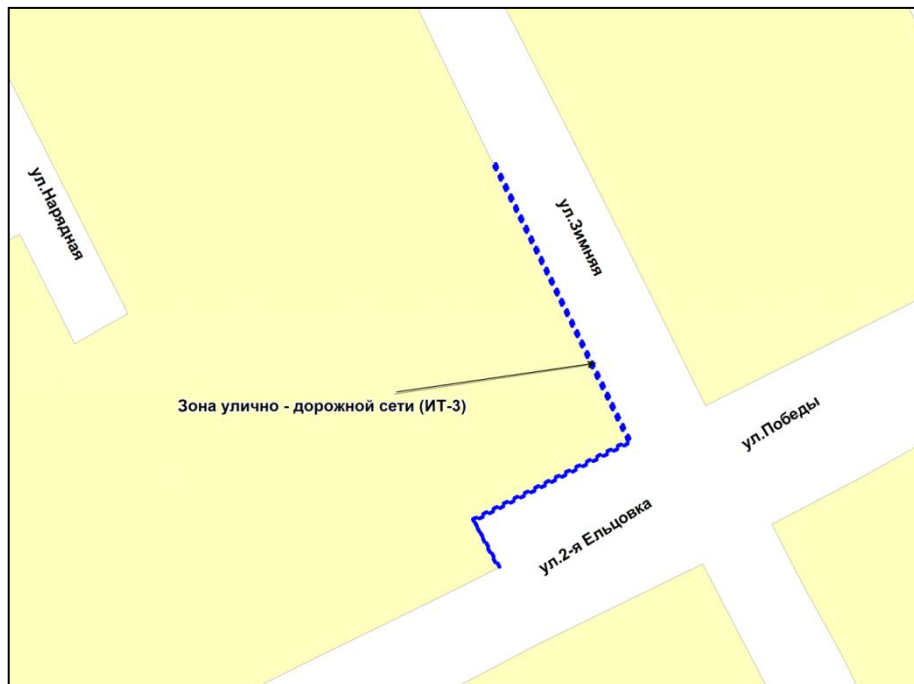 ул.Нарядная
ул.Зимняя
Зона улично - дорожной сети (ИТ-3)
ул.Победы
ул.2-я Ельцовка